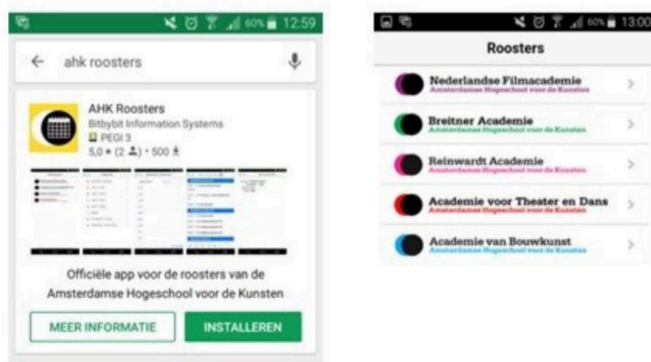 60% 12:59
ahk roosters
AHK Roosters
Bitbybit Information Systems
PEGI 3
5,0 ★ (2) • 500
Officiële app voor de roosters van de
Amsterdamse Hogeschool voor de Kunsten
MEER INFORMATIE
INSTALLEREN
60% 13:00
Roosters
Nederlandse Filmacademie
Amsterdamse Hogeschool voor de Kunsten
Breitner Academie
Amsterdamse Hogeschool voor de Kunsten
Reinwardt Academie
Amsterdamse Hogeschool voor de Kunsten
Academie voor Theater en Dans
Amsterdamse Hogeschool voor de Kunsten
Academie van Bouwkunst
Amsterdamse Hogeschool voor de Kunsten